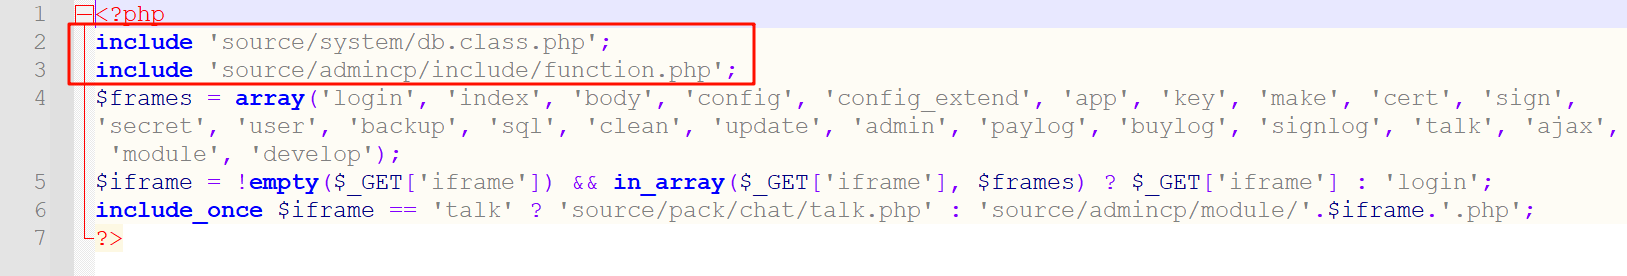 1 <?php
2 include 'source/system/db.class.php';
3 include 'source/admincp/include/function.php';
4 $frames = array('login', 'index', 'body', 'config', 'config_extend', 'app', 'key', 'make', 'cert', 'sign',
'secret', 'user', 'backup', 'sql', 'clean', 'update', 'admin', 'paylog', 'buylog', 'signlog', 'talk', 'ajax',
'module', 'develop');
5 $iframe = !empty($_GET['iframe']) && in_array($_GET['iframe'], $frames) ? $_GET['iframe'] : 'login';
6 include_once $iframe == 'talk' ? 'source/pack/chat/talk.php' : 'source/admincp/module/'.$iframe.'.php';
7 ?>